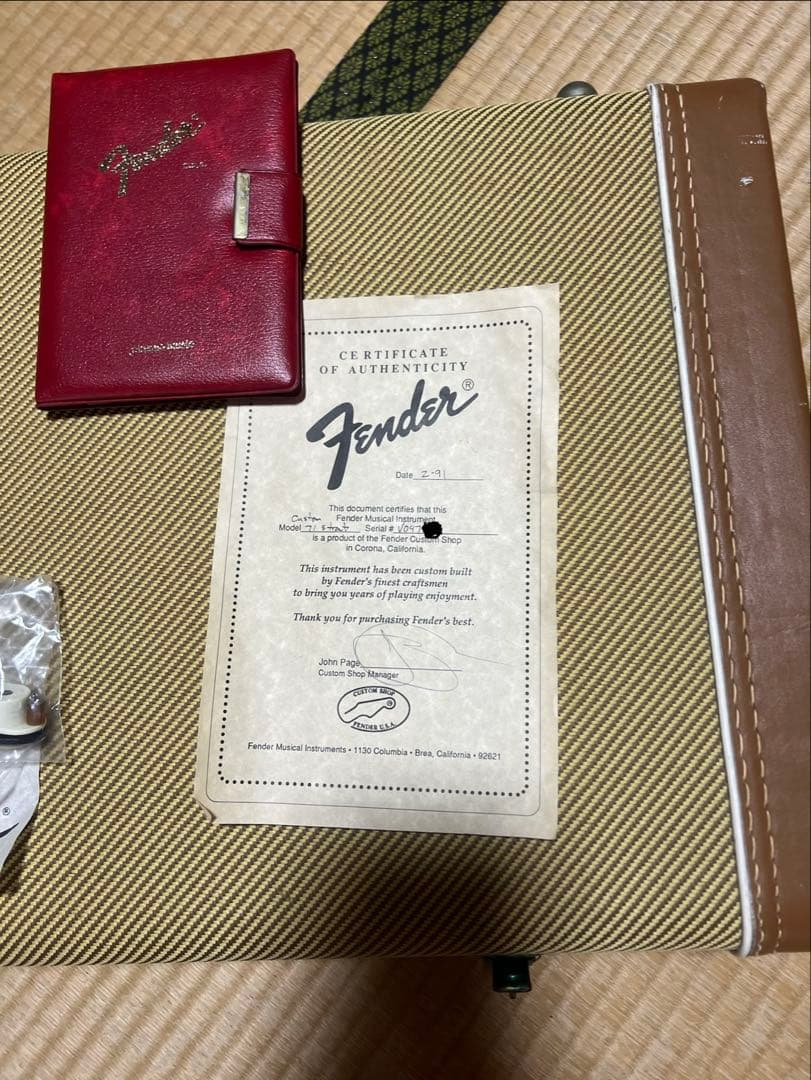 Fender
CERTIFICATE
OF AUTHENTICITY
Fender®
Date 2-91
This document certifies that this
Custom Fender Musical Instrument
Model 71 Strat Serial # V047
is a product of the Fender Custom Shop
in Corona, California.
This instrument has been custom built
by Fender's finest craftsmen
to bring you years of playing enjoyment.
Thank you for purchasing Fender's best.
John Page
Custom Shop Manager
CUSTOM SHOP
®
FENDER U.S.A.
Fender Musical Instruments • 1130 Columbia • Brea, California • 92621
®